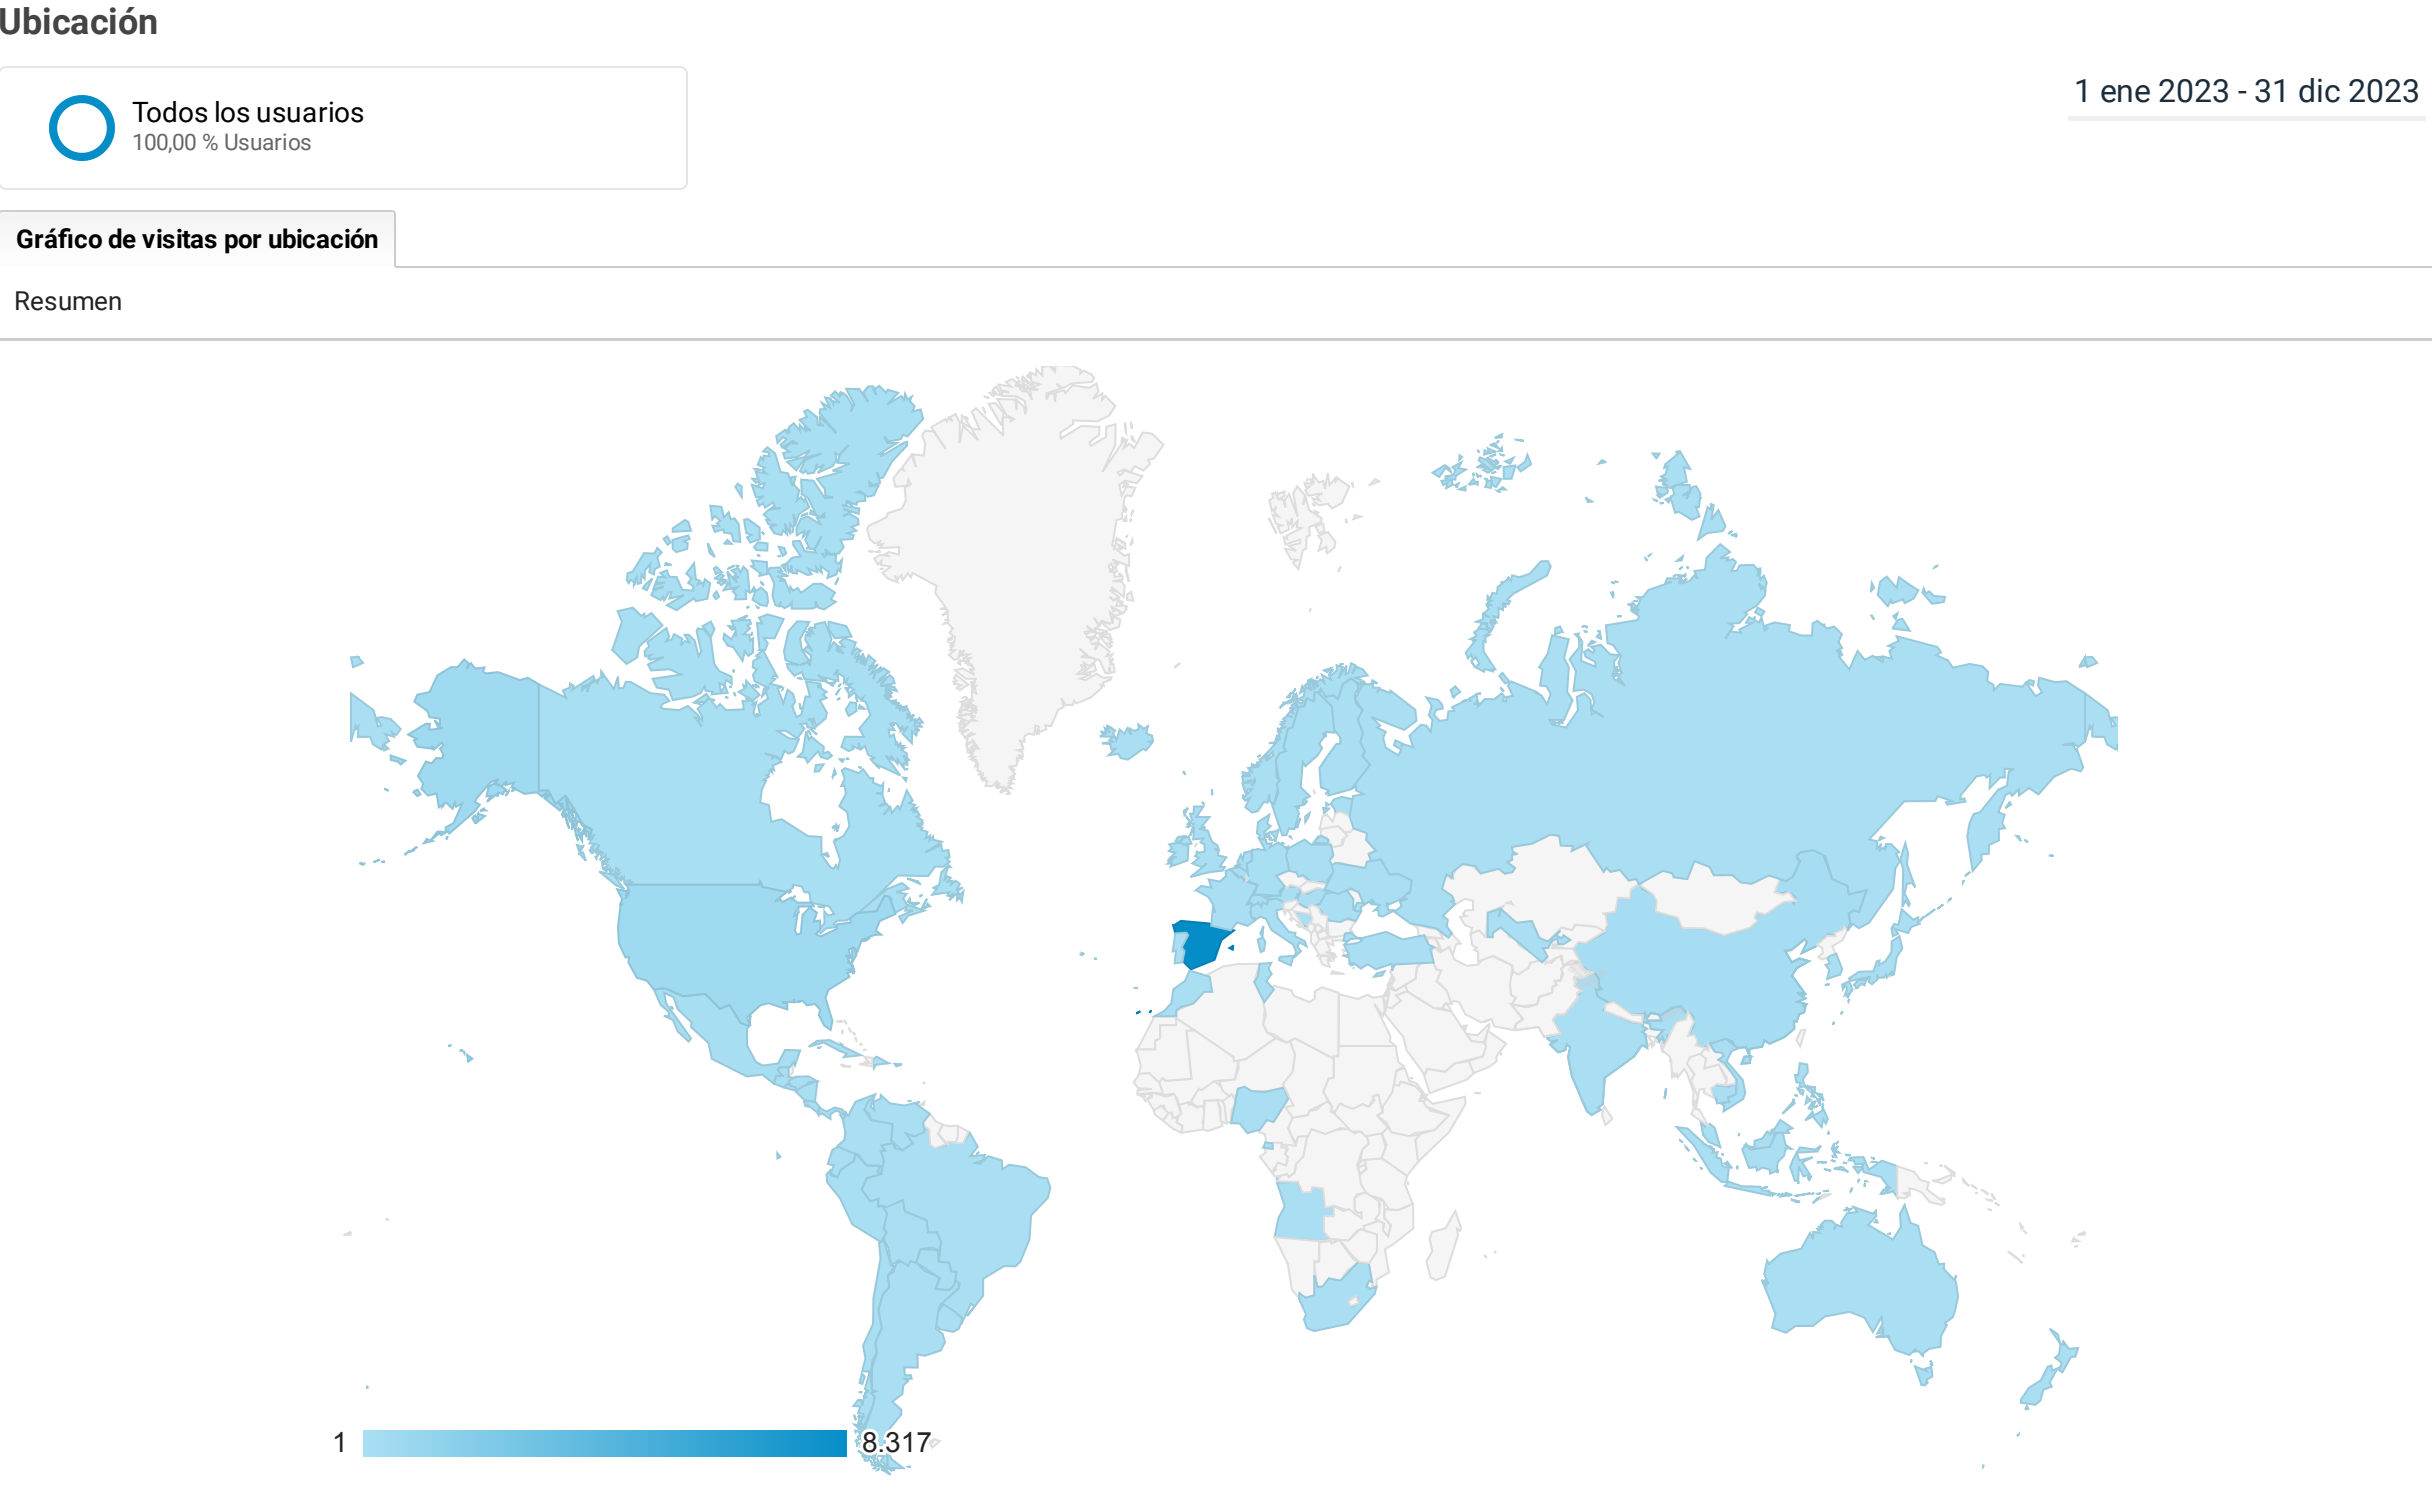 Ubicación
Todos los usuarios
100,00 % Usuarios
1 ene 2023 - 31 dic 2023
Gráfico de visitas por ubicación
Resumen
1
8.317